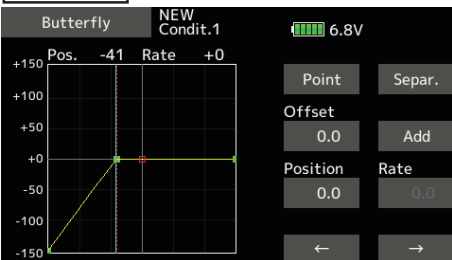 Butterfly
NEW
Condit.1
6.8V
Pos. -41 Rate +0
+150
+100
+50
+0
-50
-100
-150
Point
Separ.
Offset
0.0
Add
Position
Rate
0.0
0.0
←
→